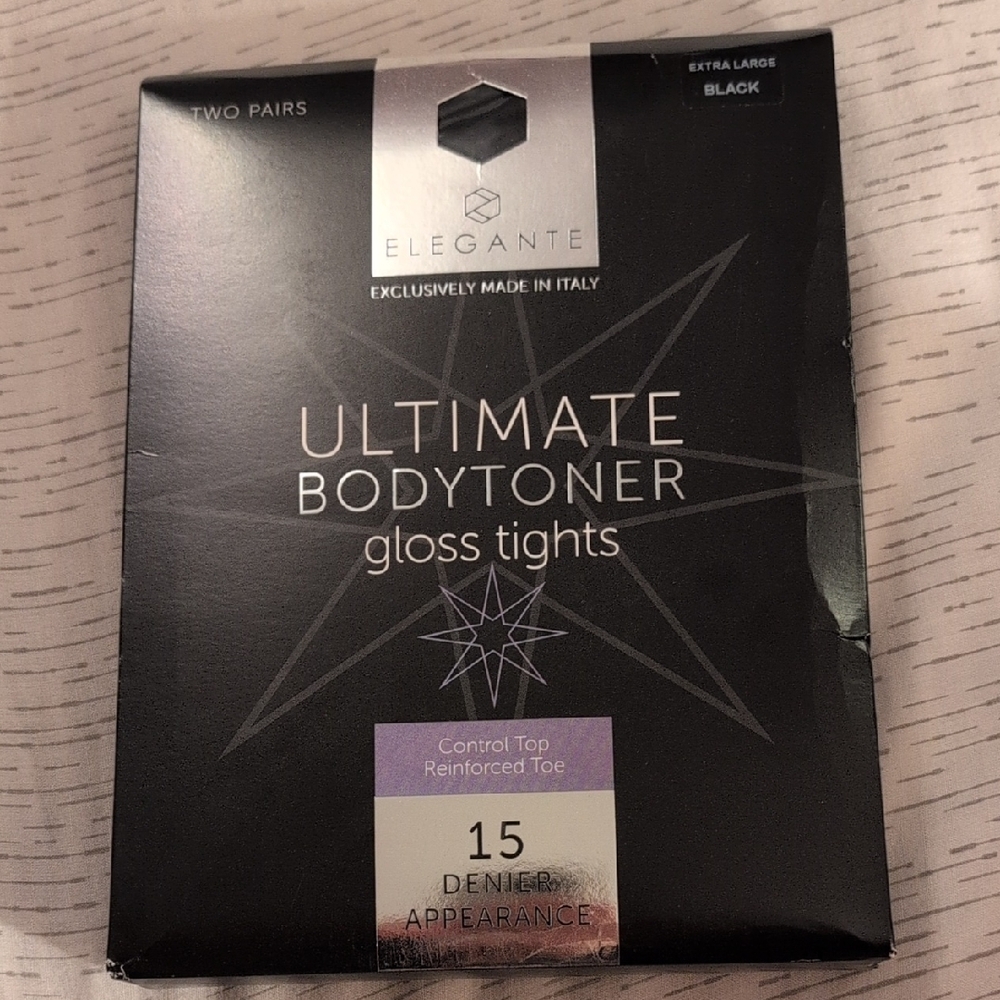 TWO PAIRS
EXTRA LARGE
BLACK
ELEGANTE
EXCLUSIVELY MADE IN ITALY
ULTIMATE
BODYTONER
gloss tights
Control Top
Reinforced Toe
15
DENIER
APPEARANCE